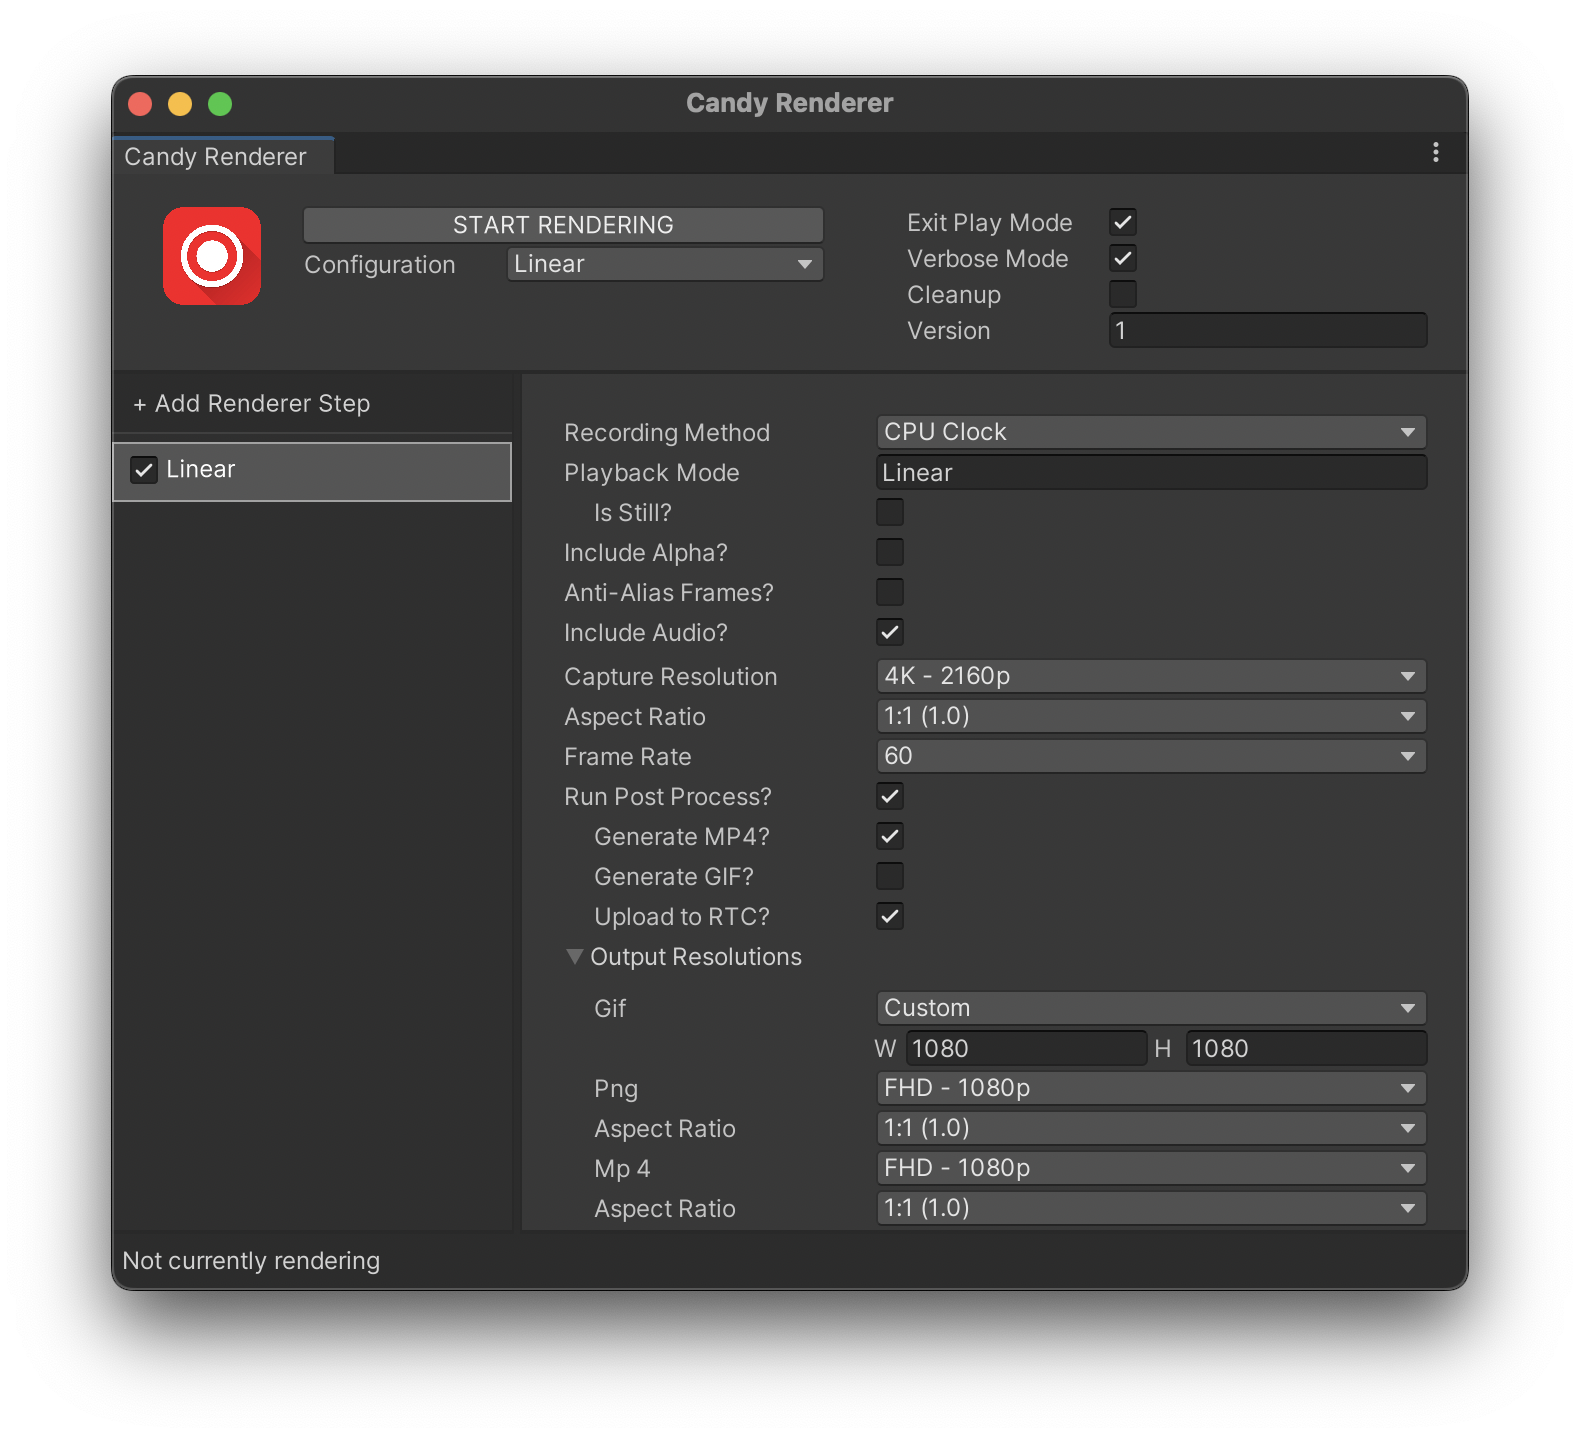 Candy Renderer
Candy Renderer
START RENDERING
Configuration Linear
Exit Play Mode
Verbose Mode
Cleanup
Version 1
+ Add Renderer Step
Linear
Recording Method CPU Clock
Playback Mode Linear
Is Still?
Include Alpha?
Anti-Alias Frames?
Include Audio?
Capture Resolution 4K - 2160p
Aspect Ratio 1:1 (1.0)
Frame Rate 60
Run Post Process?
Generate MP4?
Generate GIF?
Upload to RTC?
Output Resolutions
Gif Custom
W 1080 H 1080
Png FHD - 1080p
Aspect Ratio 1:1 (1.0)
Mp 4 FHD - 1080p
Aspect Ratio 1:1 (1.0)
Not currently rendering